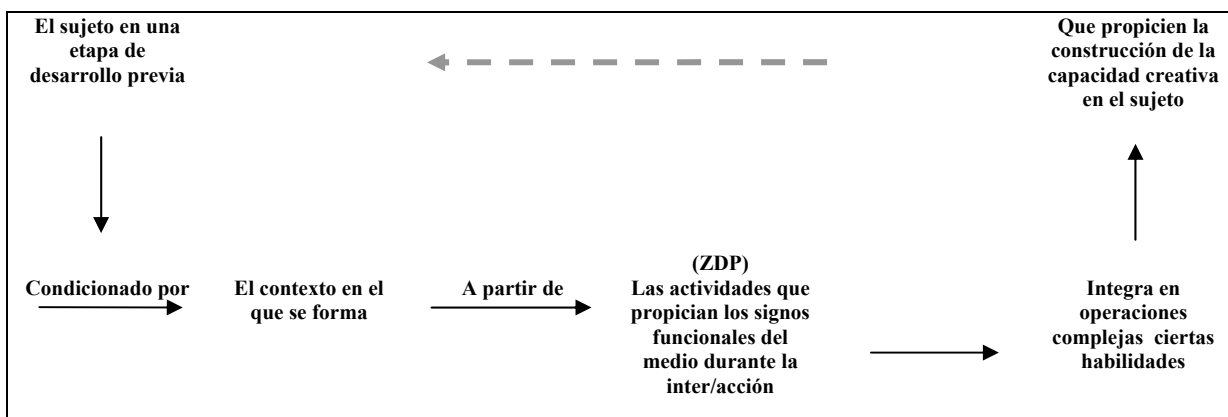 El sujeto en una
etapa de
desarrollo previa
Que propicien la
construcción de la
capacidad creativa
en el sujeto
Condicionado por
El contexto en el
que se forma
A partir de
(ZDP)
Las actividades que
propician los signos
funcionales del
medio durante la
inter/acción
Integra en
operaciones
complejas ciertas
habilidades